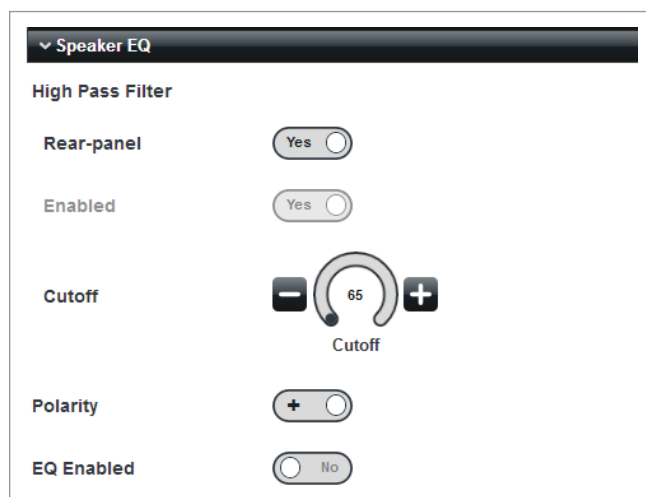 Speaker EQ
High Pass Filter
Rear-panel Yes
Enabled Yes
Cutoff 65
Cutoff
Polarity +
EQ Enabled No